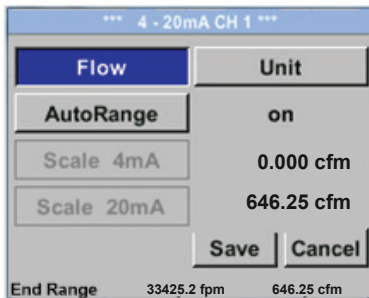 *** 4 - 20mA CH 1 ***
Flow Unit
AutoRange on
Scale 4mA 0.000 cfm
Scale 20mA 646.25 cfm
Save Cancel
End Range 33425.2 fpm 646.25 cfm